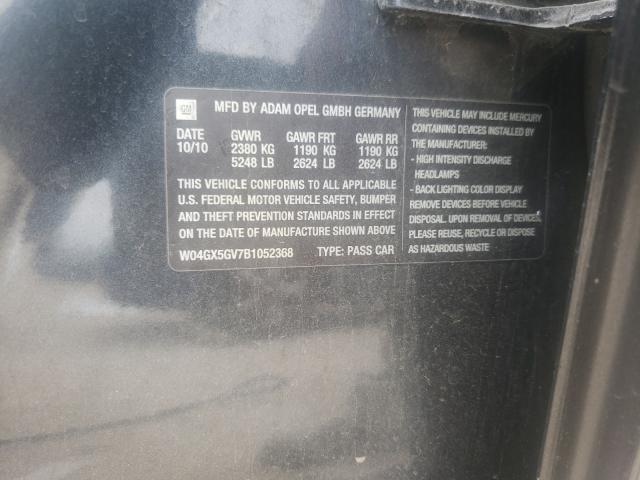 GM
MFD BY ADAM OPEL GMBH GERMANY
DATE GVWR GAWR FRT GAWR RR
10/10 2380 KG 1190 KG 1190 KG
5248 LB 2624 LB 2624 LB
THIS VEHICLE CONFORMS TO ALL APPLICABLE
U.S. FEDERAL MOTOR VEHICLE SAFETY, BUMPER
AND THEFT PREVENTION STANDARDS IN EFFECT
ON THE DATE OF MANUFACTURE SHOWN ABOVE
W04GX5GV7B1052368 TYPE: PASS CAR
THIS VEHICLE MAY INCLUDE MERCURY
CONTAINING DEVICES INSTALLED BY
THE MANUFACTURER:
- HIGH INTENSITY DISCHARGE
HEADLAMPS
- BACK LIGHTING COLOR DISPLAY
REMOVE DEVICES BEFORE VEHICLE
DISPOSAL. UPON REMOVAL OF DEVICES,
PLEASE REUSE, RECYCLE OR DISPOSE
AS HAZARDOUS WASTE